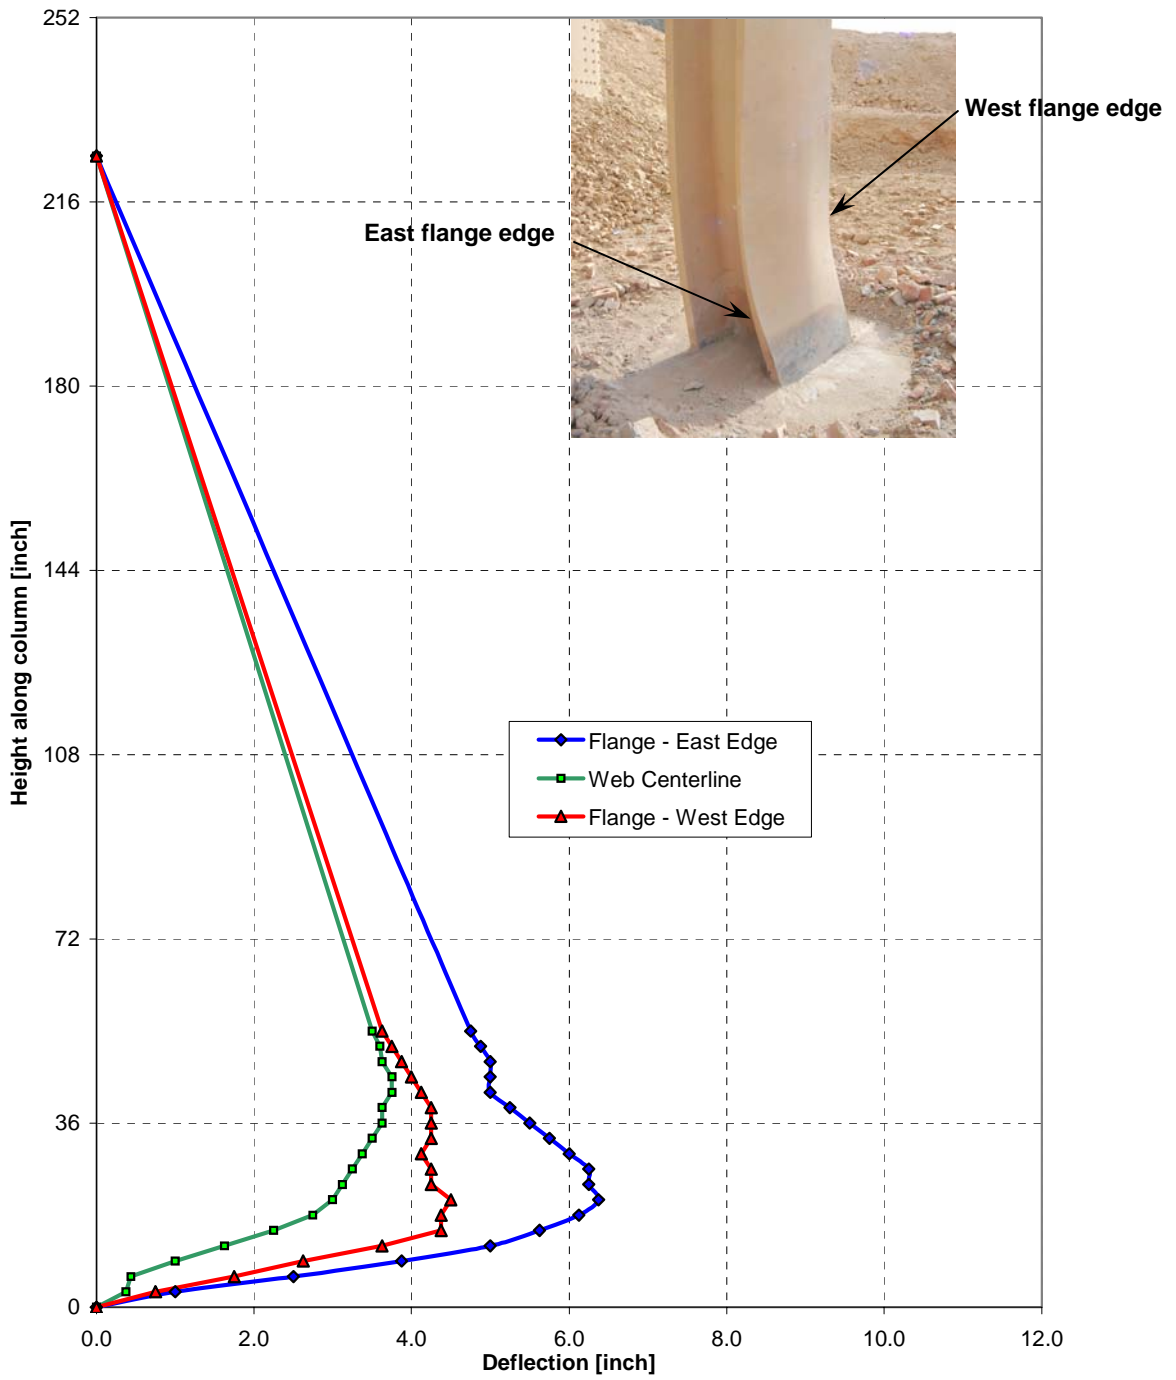 252
216
180
144
108
72
36
0
Height along column [inch]
West flange edge
East flange edge
Flange - East Edge
Web Centerline
Flange - West Edge
0.0 2.0 4.0 6.0 8.0 10.0 12.0
Deflection [inch]